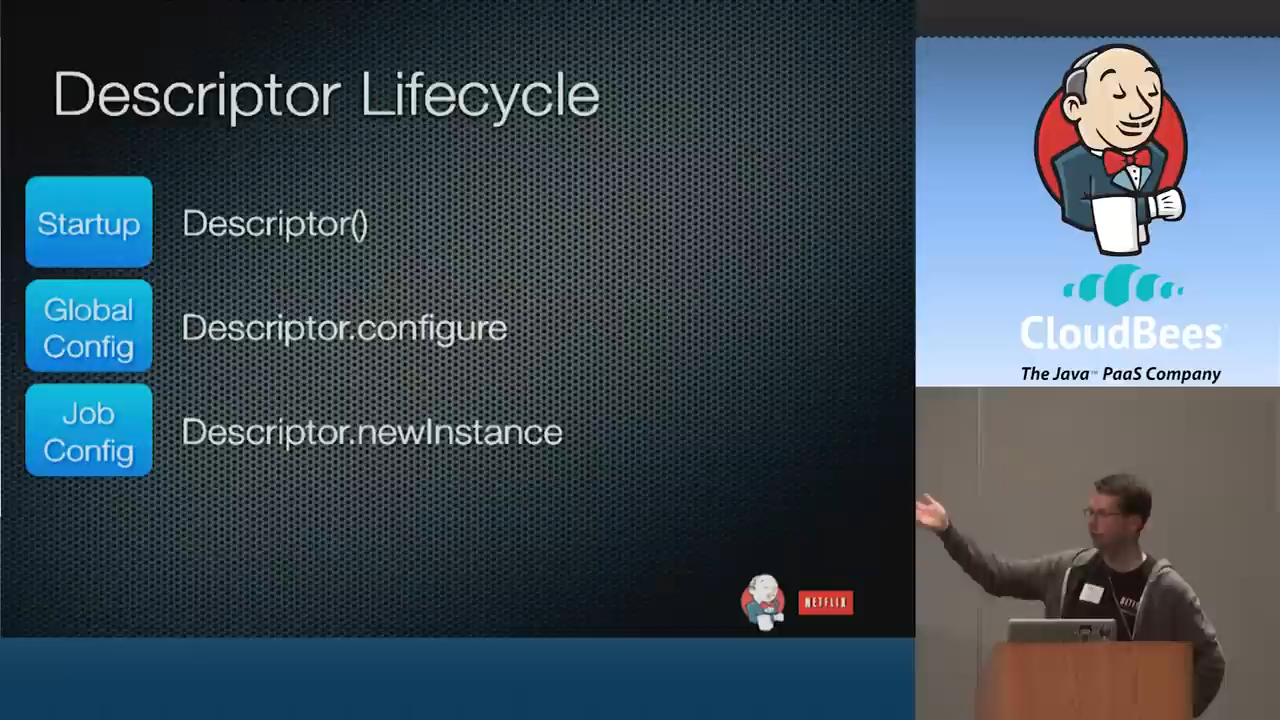 Descriptor Lifecycle
Startup
Descriptor()
Global
Config
Descriptor.configure
Job
Config
Descriptor.newInstance
NETFLIX
CloudBees
The Java™ PaaS Company